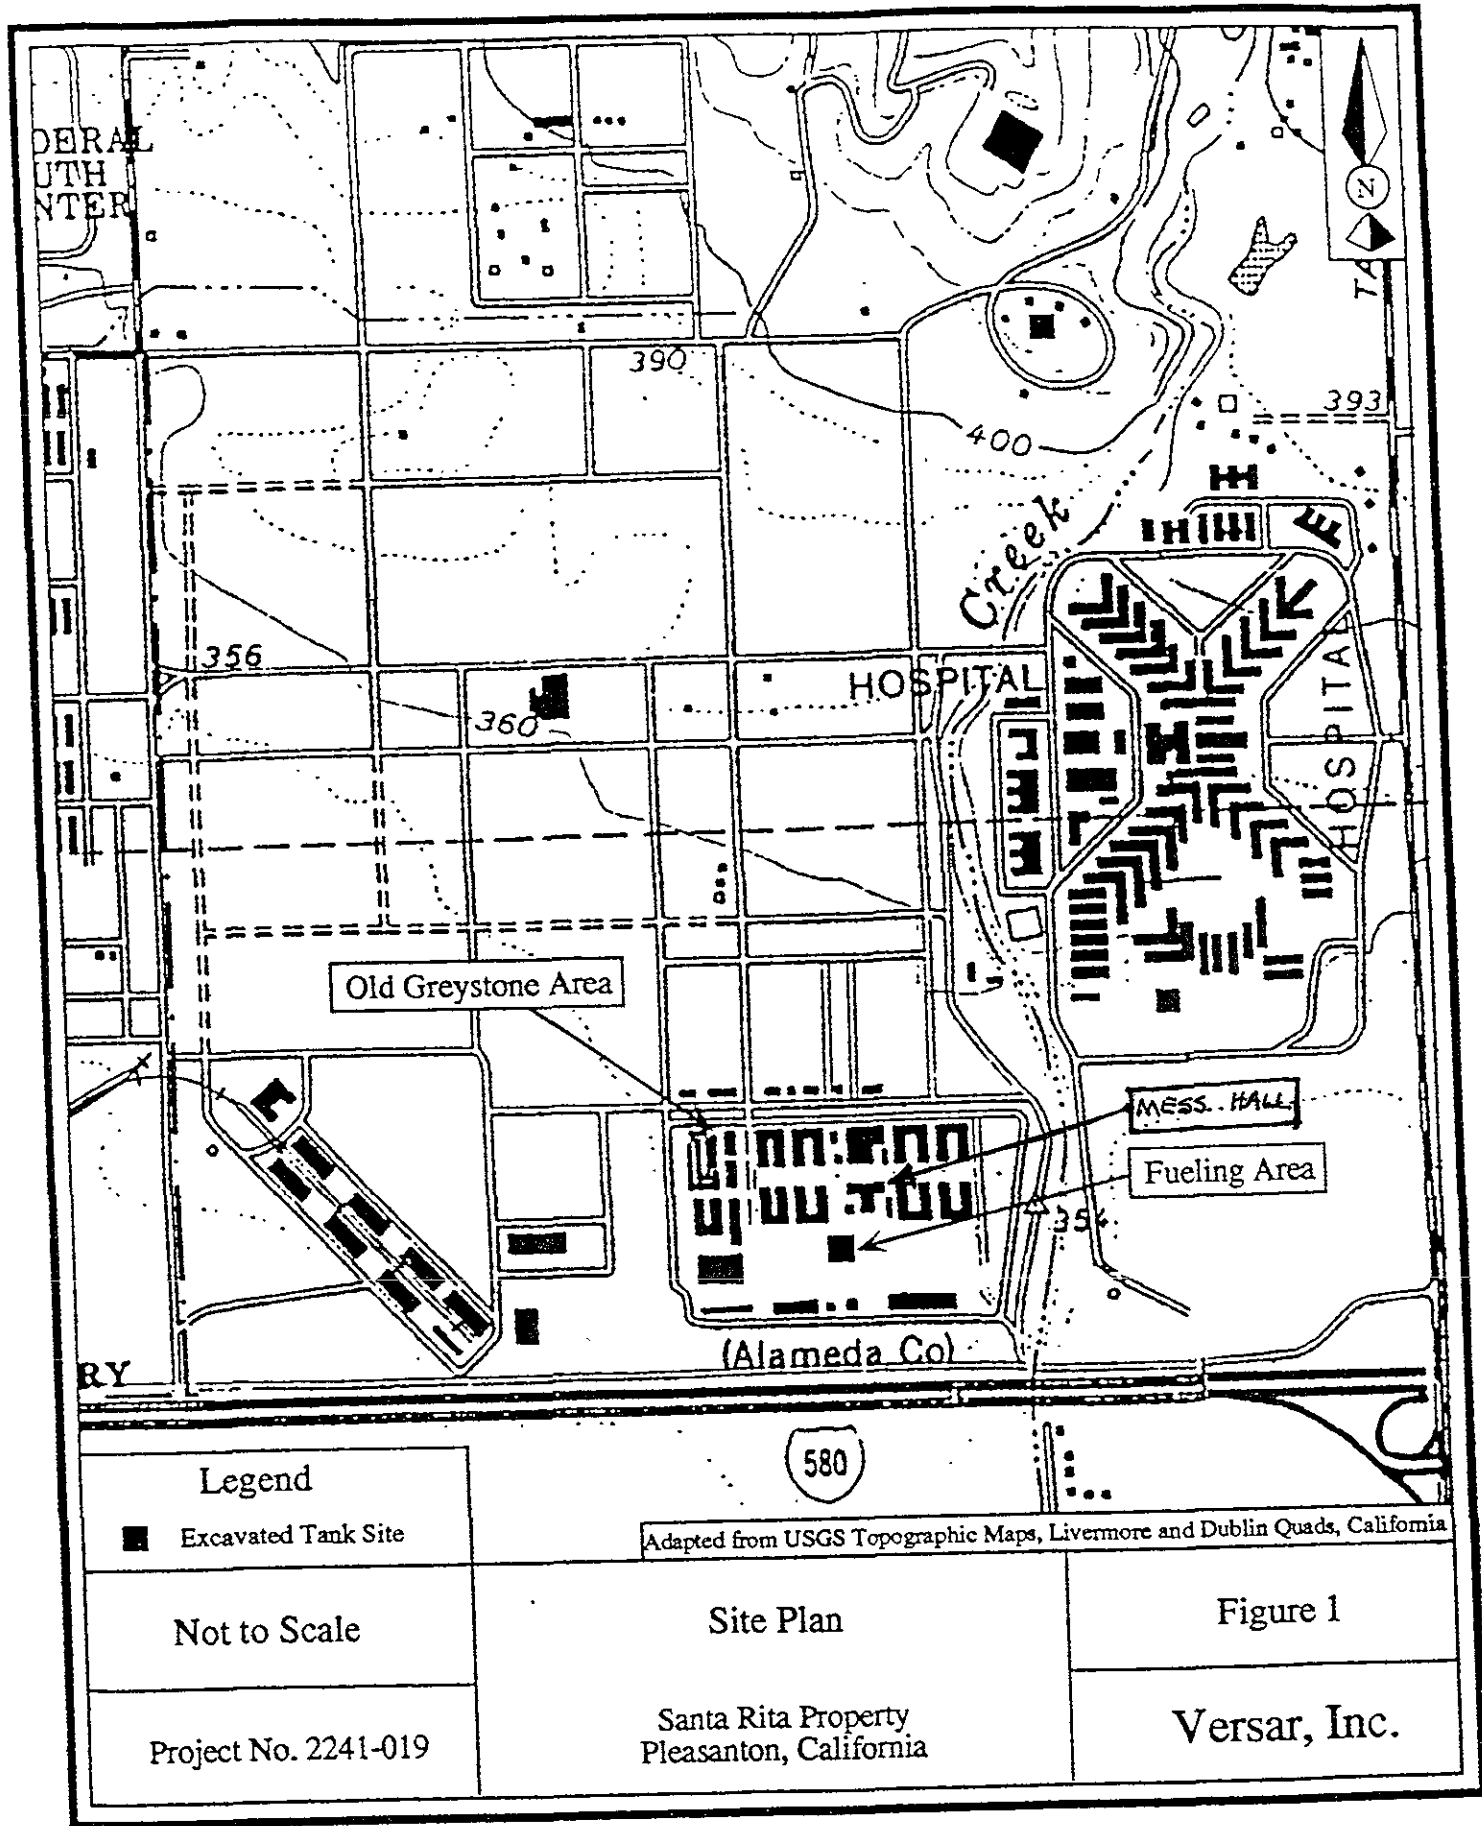 DERAL
UTH
NTER
N
TA
390
393
400
Creek
356
HOSPITAL
360
HOSPITAL
Old Greystone Area
MESS HALL
Fueling Area
354
(Alameda Co)
RY
580
Legend
Excavated Tank Site
Adapted from USGS Topographic Maps, Livermore and Dublin Quads, California
Not to Scale
Site Plan
Figure 1
Project No. 2241-019
Santa Rita Property
Pleasanton, California
Versar, Inc.